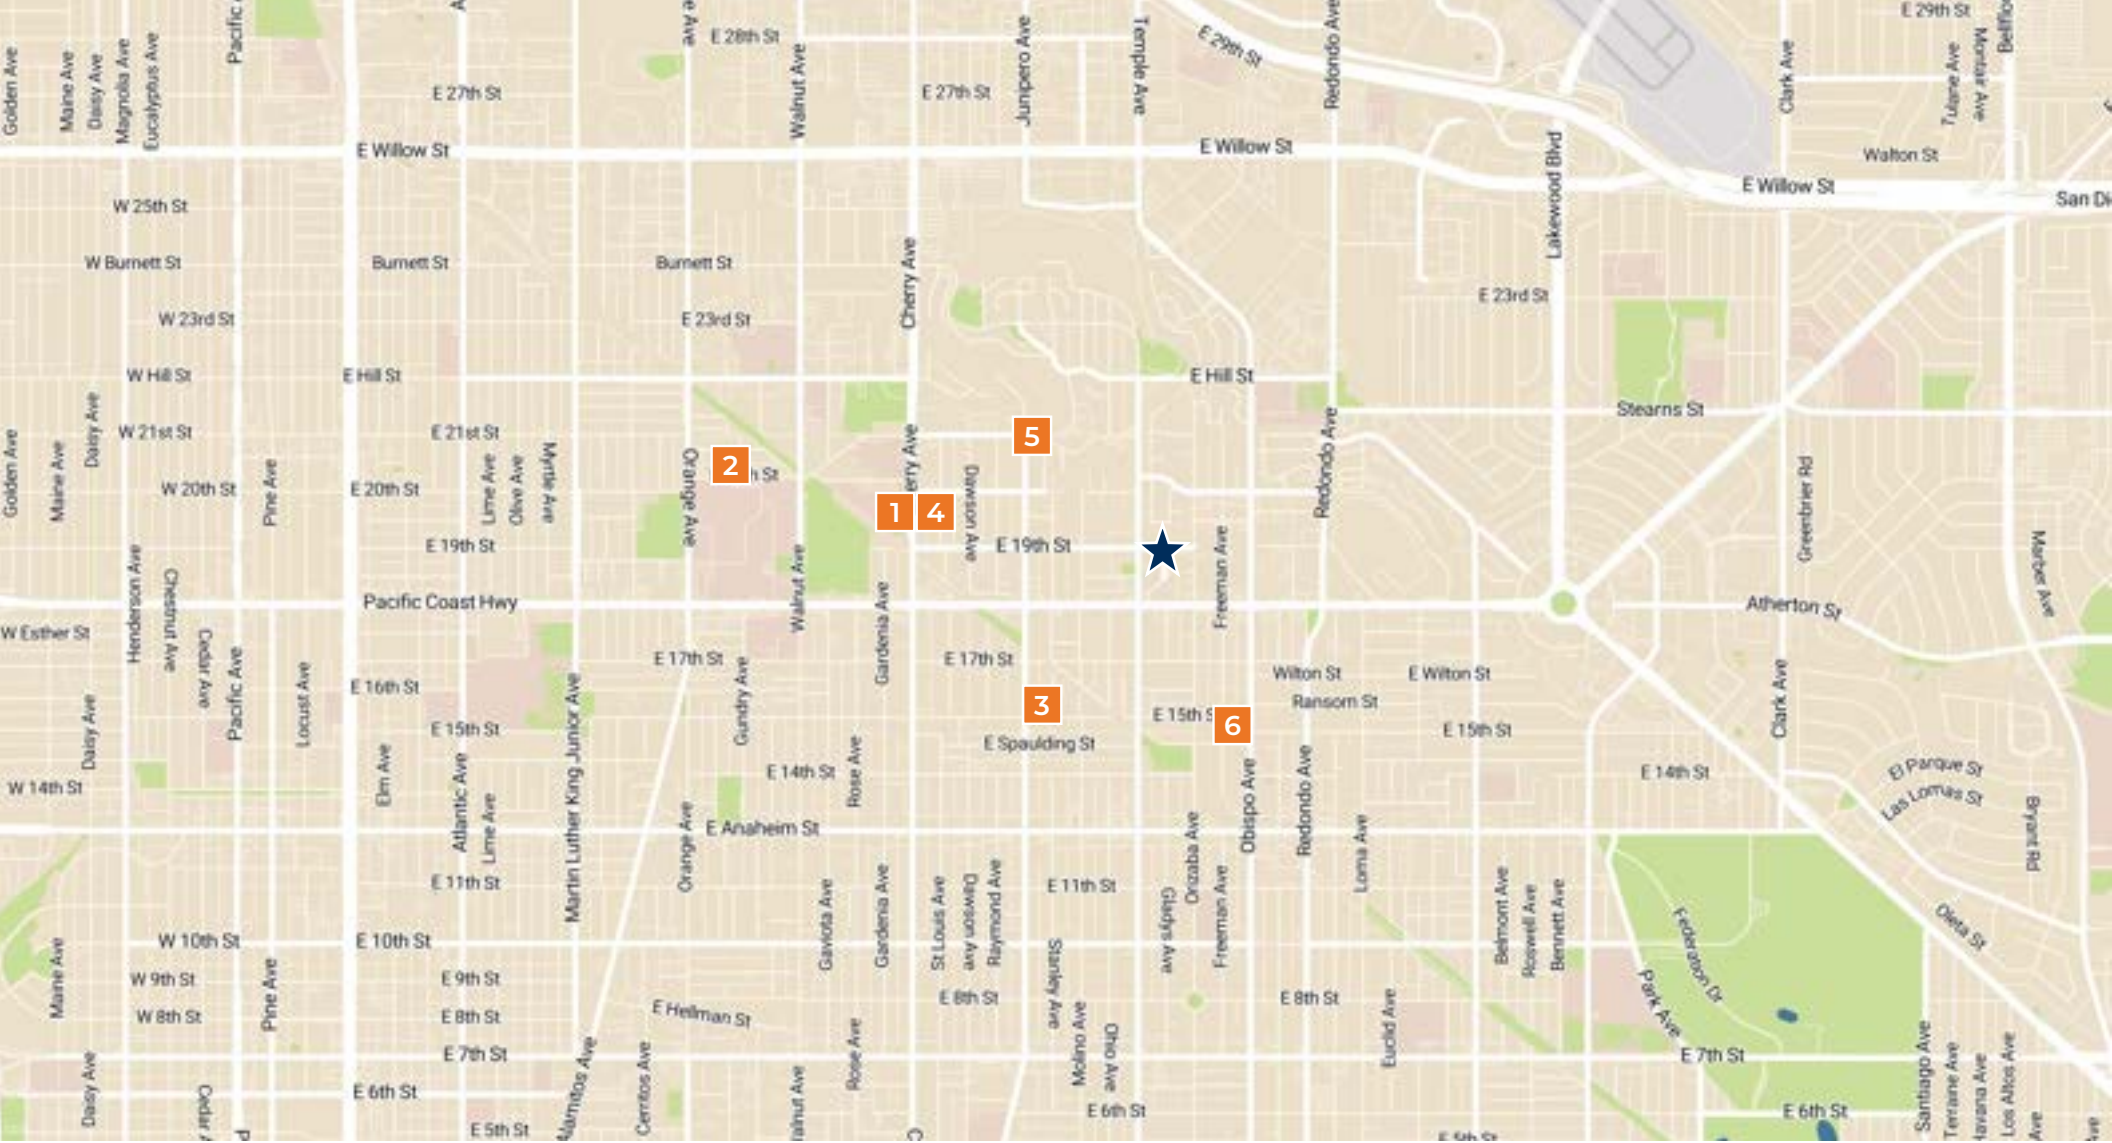 E 28th St
E 29th St
E 29th St
Golden Ave
Maine Ave
Daisy Ave
Magnolia Ave
Eucalyptus Ave
Pacific
e Ave
Walnut Ave
Junipero Ave
Temple Ave
Redondo Ave
Clark Ave
Tulane Ave
Montair Ave
Bellflo
E 27th St
E 27th St
E Willow St
E Willow St
Walton St
E Willow St
San Di
W 25th St
Lakewood Blvd
W Burnett St
Burnett St
Burnett St
Cherry Ave
E 23rd St
W 23rd St
E 23rd St
W Hill St
E Hill St
E Hill St
Stearns St
Daisy Ave
W 21st St
E 21st St
5
Golden Ave
Maine Ave
Pine Ave
Lime Ave
Olive Ave
Myrtle Ave
Orange Ave
2
h St
erry Ave
Dawson Ave
Redondo Ave
Greenbrier Rd
W 20th St
E 20th St
1
4
E 19th St
E 19th St
Henderson Ave
Chestnut Ave
Walnut Ave
Freeman Ave
Marber Ave
Pacific Coast Hwy
Atherton St
W Esther St
Cedar Ave
Pacific Ave
Locust Ave
Gardenia Ave
E 17th St
E 17th St
Gundry Ave
Wilton St
E Wilton St
E 16th St
Ransom St
Clark Ave
3
E 15th S
6
E 15th St
E 15th St
Daisy Ave
Martin Luther King Junior Ave
E Spaulding St
Elm Ave
Atlantic Ave
Lime Ave
E 14th St
Rose Ave
E 14th St
El Parque St
Las Lomas St
W 14th St
Obispo Ave
Redondo Ave
Orange Ave
E Anaheim St
Orizaba Ave
Loma Ave
Bryant Rd
E 11th St
E 11th St
Gaviota Ave
Gardenia Ave
St Louis Ave
Dawson Ave
Raymond Ave
Gladys Ave
Freeman Ave
Belmont Ave
Roswell Ave
Bennett Ave
Federation Dr
Dieta St
W 10th St
E 10th St
Maine Ave
Pine Ave
Stanley Ave
W 9th St
E 9th St
E 8th St
E 8th St
Park Ave
W 8th St
E 8th St
E Hellman St
Rose Ave
Molino Ave
Ohio Ave
Euclid Ave
E 7th St
E 7th St
Daisy Ave
Alamitos Ave
Cerritos Ave
Santiago Ave
Terraine Ave
Havana Ave
Los Altos Ave
E 6th St
E 6th St
E 6th St
E 5th St
E 5th St